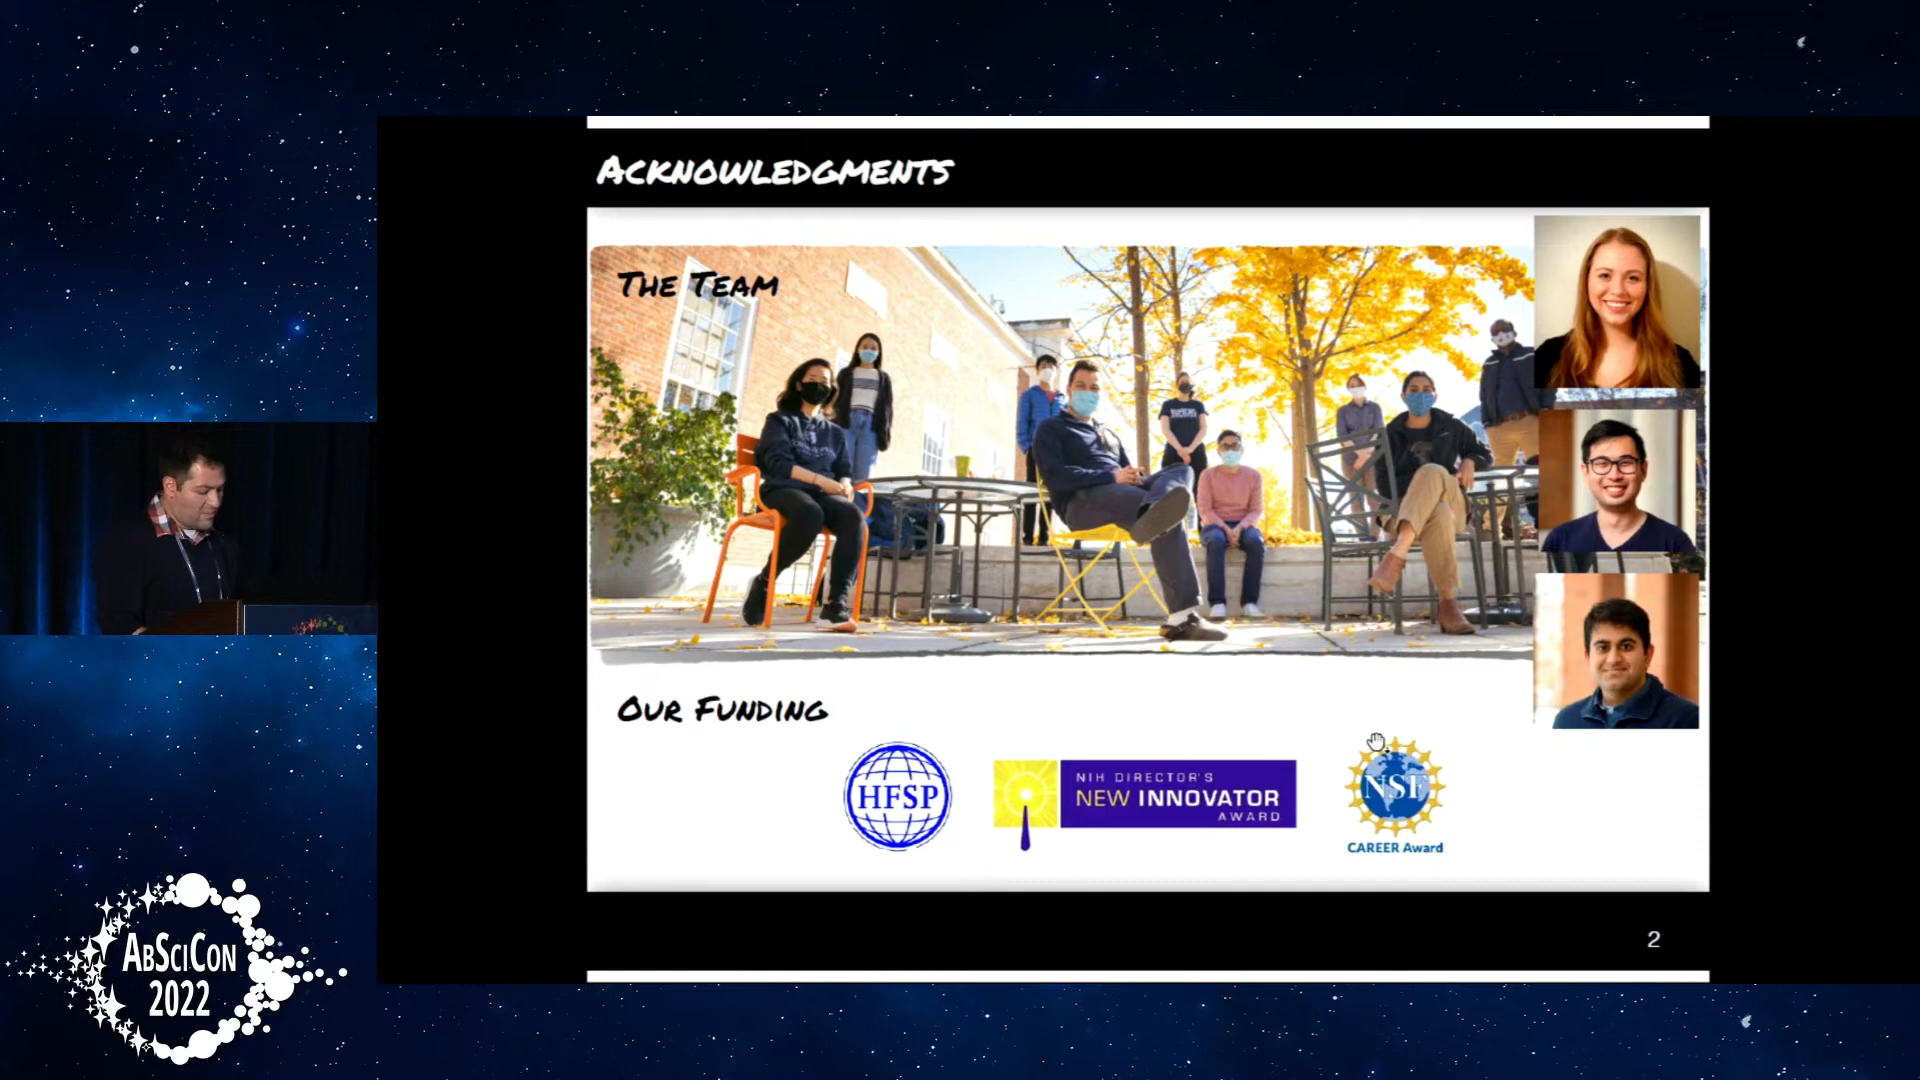 ACKNOWLEDGMENTS
THE TEAM
OUR FUNDING
HFSP
NIH DIRECTOR'S
NEW INNOVATOR
AWARD
NSF
CAREER Award
2
ABSCICON
2022